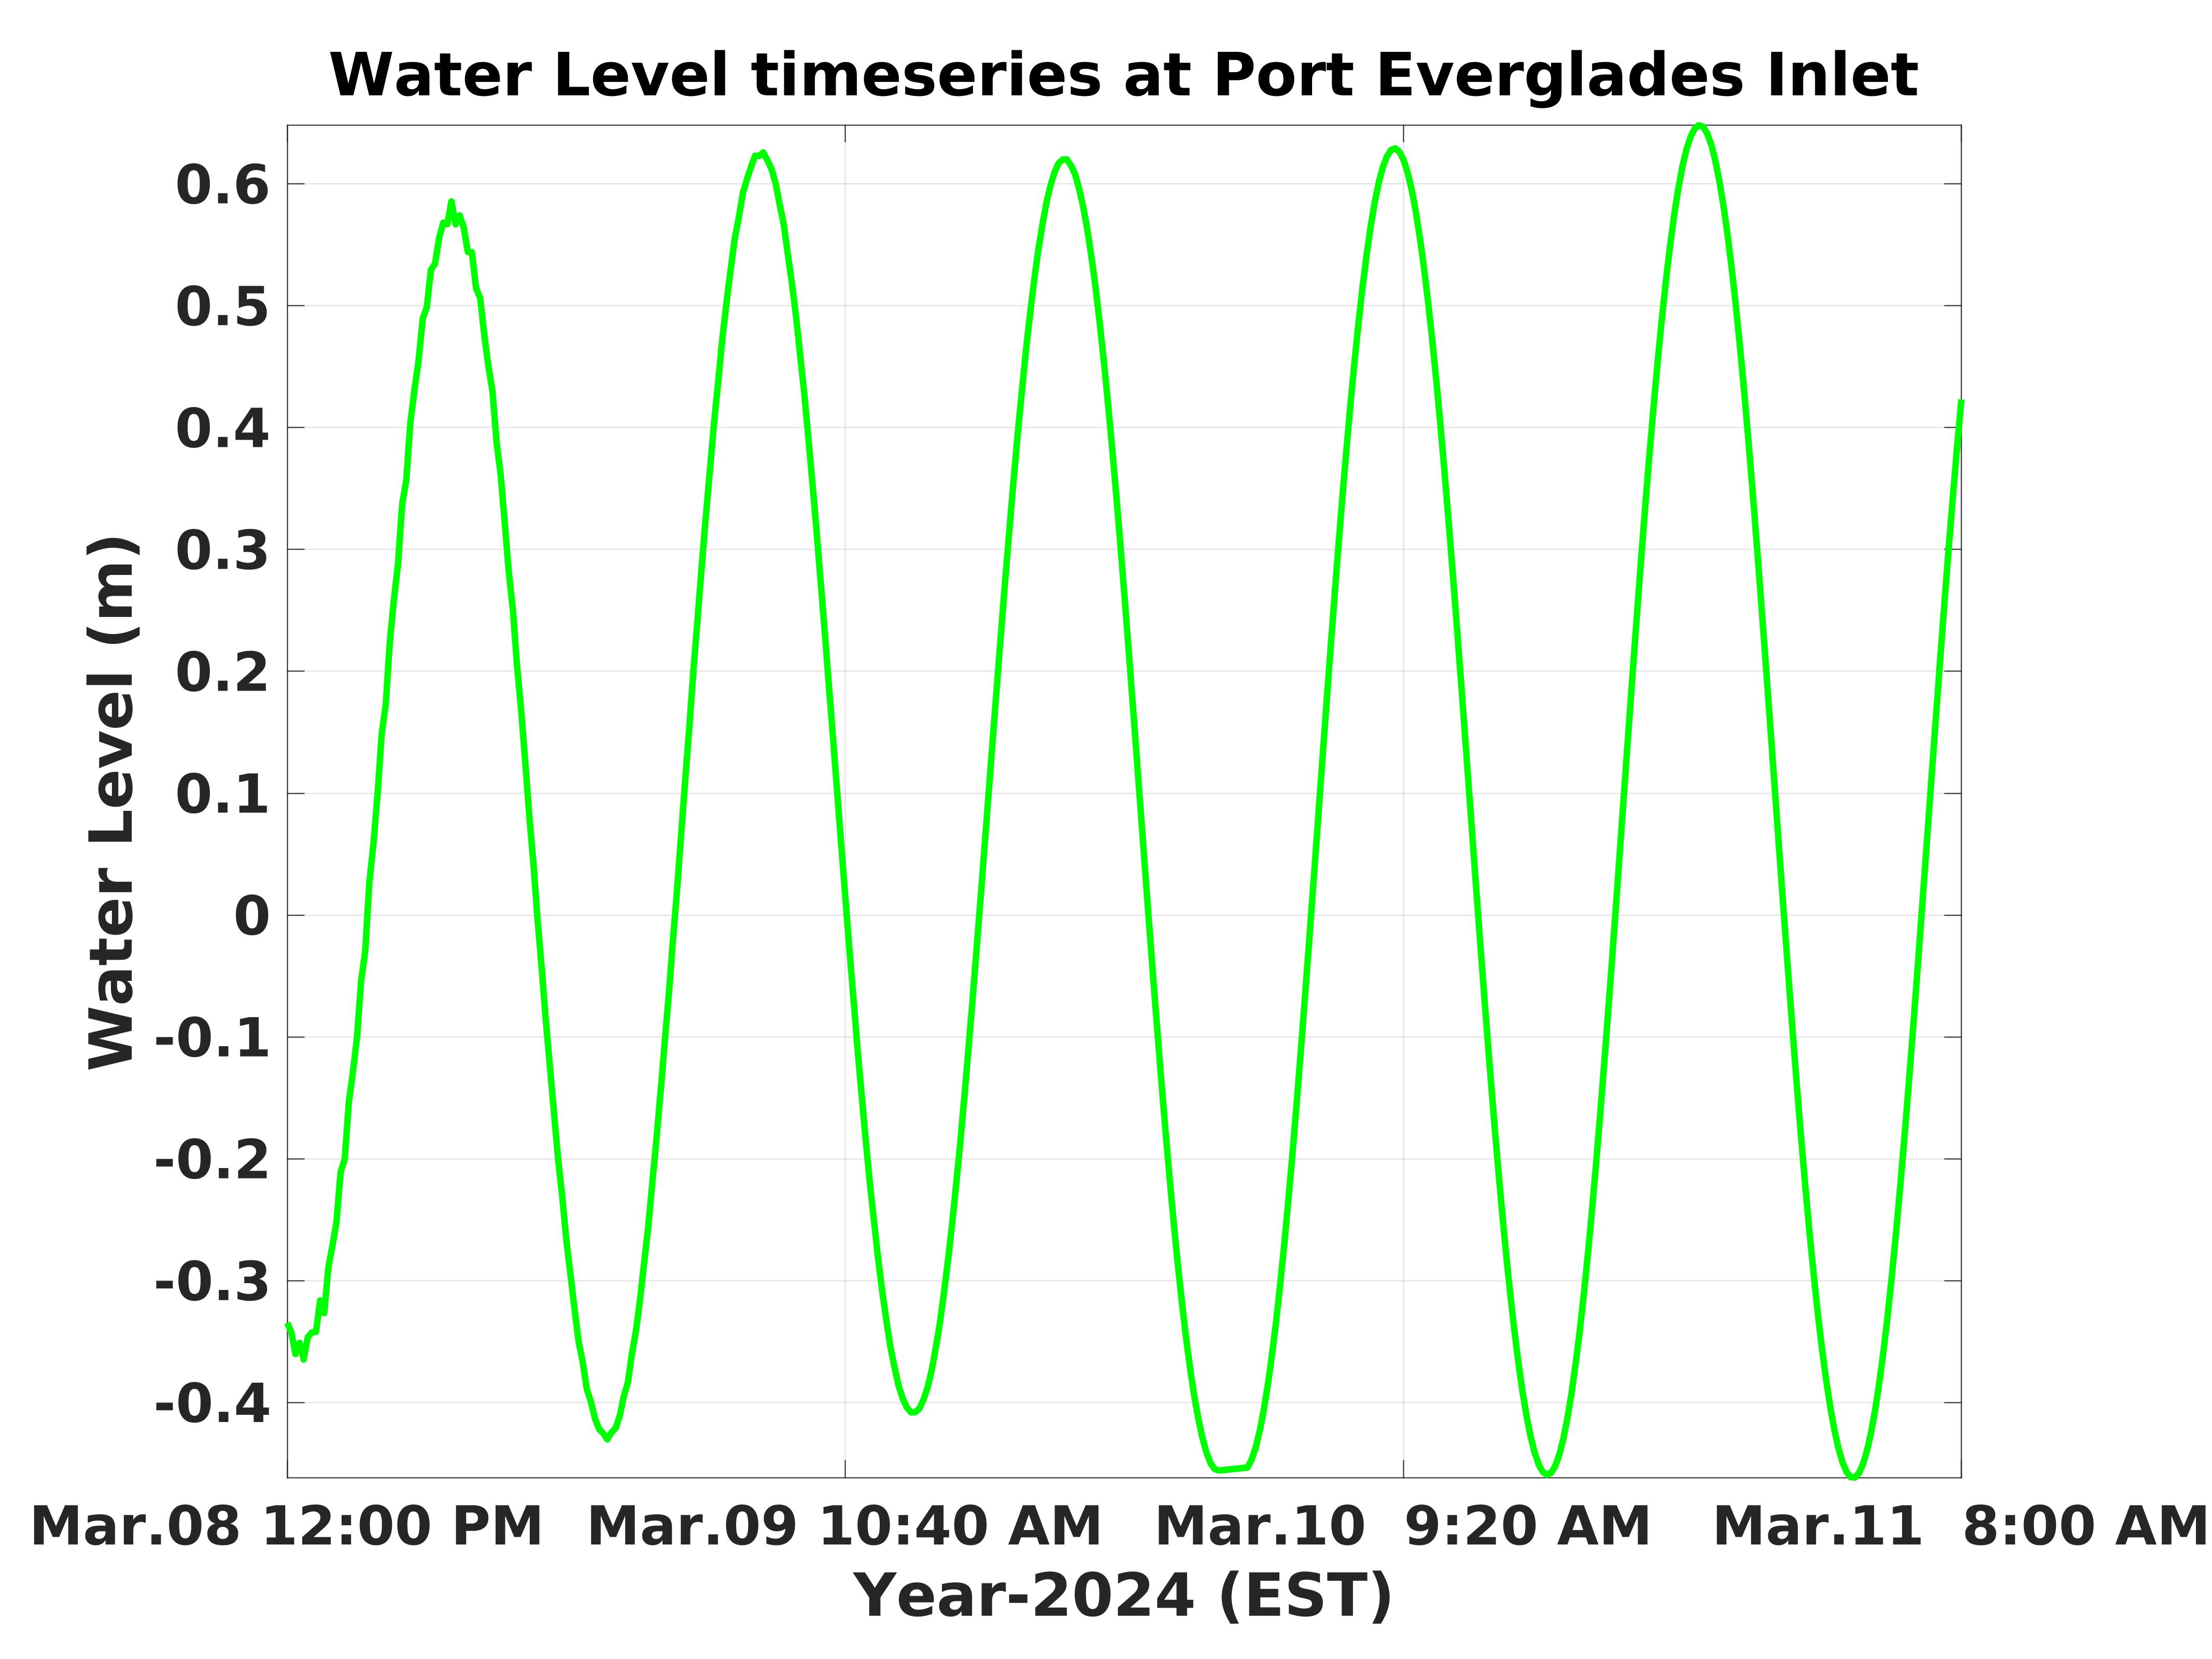 Water Level timeseries at Port Everglades Inlet
Water Level (m)
0.6
0.5
0.4
0.3
0.2
0.1
0
-0.1
-0.2
-0.3
-0.4
Mar.08 12:00 PM Mar.09 10:40 AM Mar.10 9:20 AM Mar.11 8:00 AM
Year-2024 (EST)